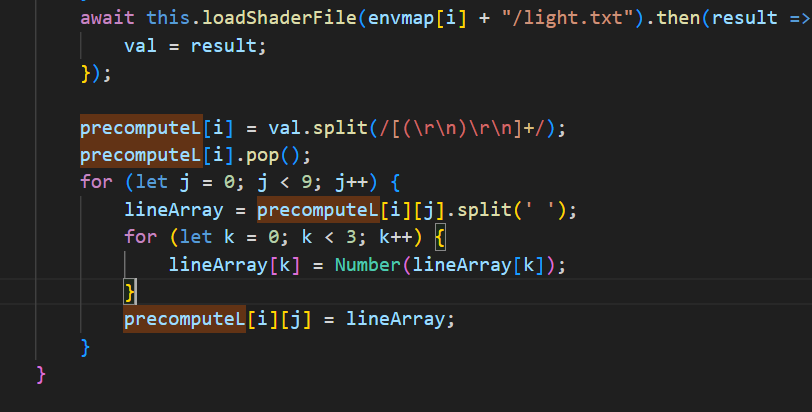 await this.loadShaderFile(envmap[i] + "/light.txt").then(result =>
val = result;
});
precomputeL[i] = val.split(/[(\r\n)\r\n]+/);
precomputeL[i].pop();
for (let j = 0; j < 9; j++) {
lineArray = precomputeL[i][j].split(' ');
for (let k = 0; k < 3; k++) {
lineArray[k] = Number(lineArray[k]);
}
precomputeL[i][j] = lineArray;
}
}